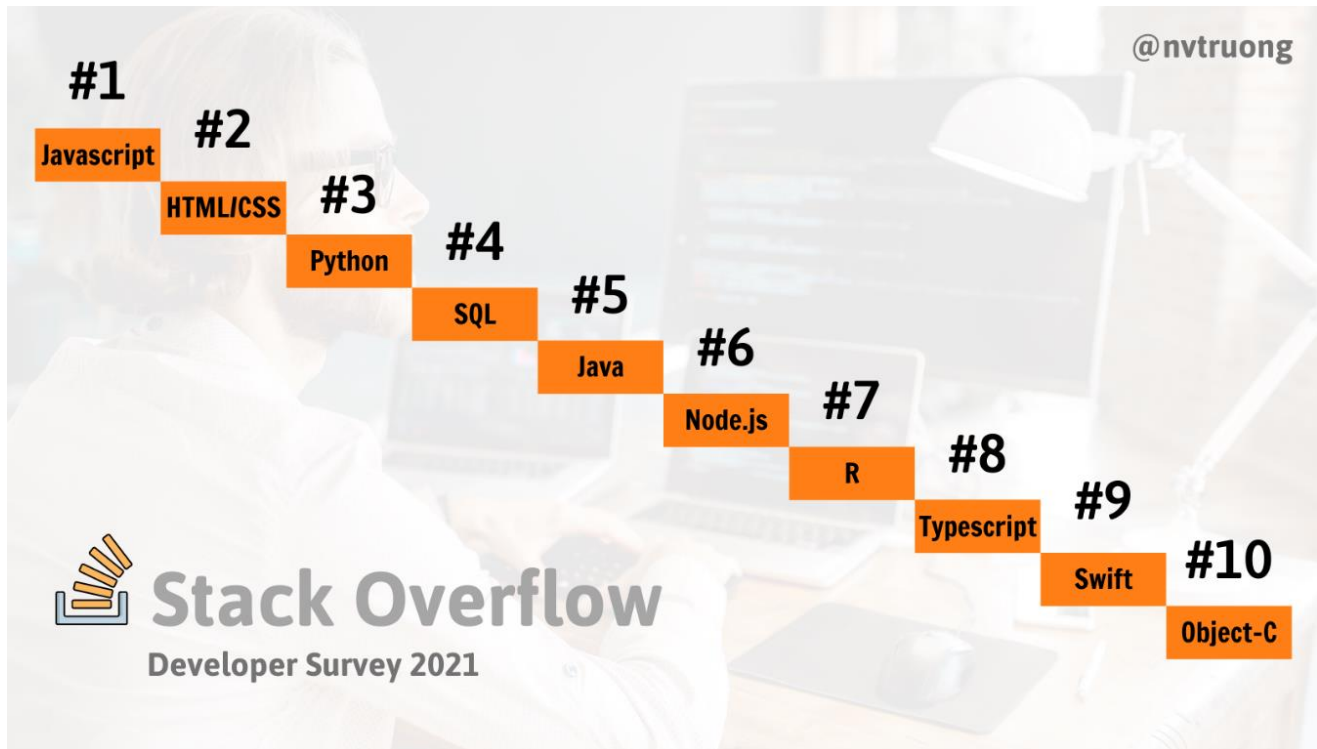 @nvtruong
#1
Javascript
#2
HTML/CSS
#3
Python
#4
SQL
#5
Java
#6
Node.js
#7
R
#8
Typescript
#9
Swift
#10
Object-C
Stack Overflow
Developer Survey 2021